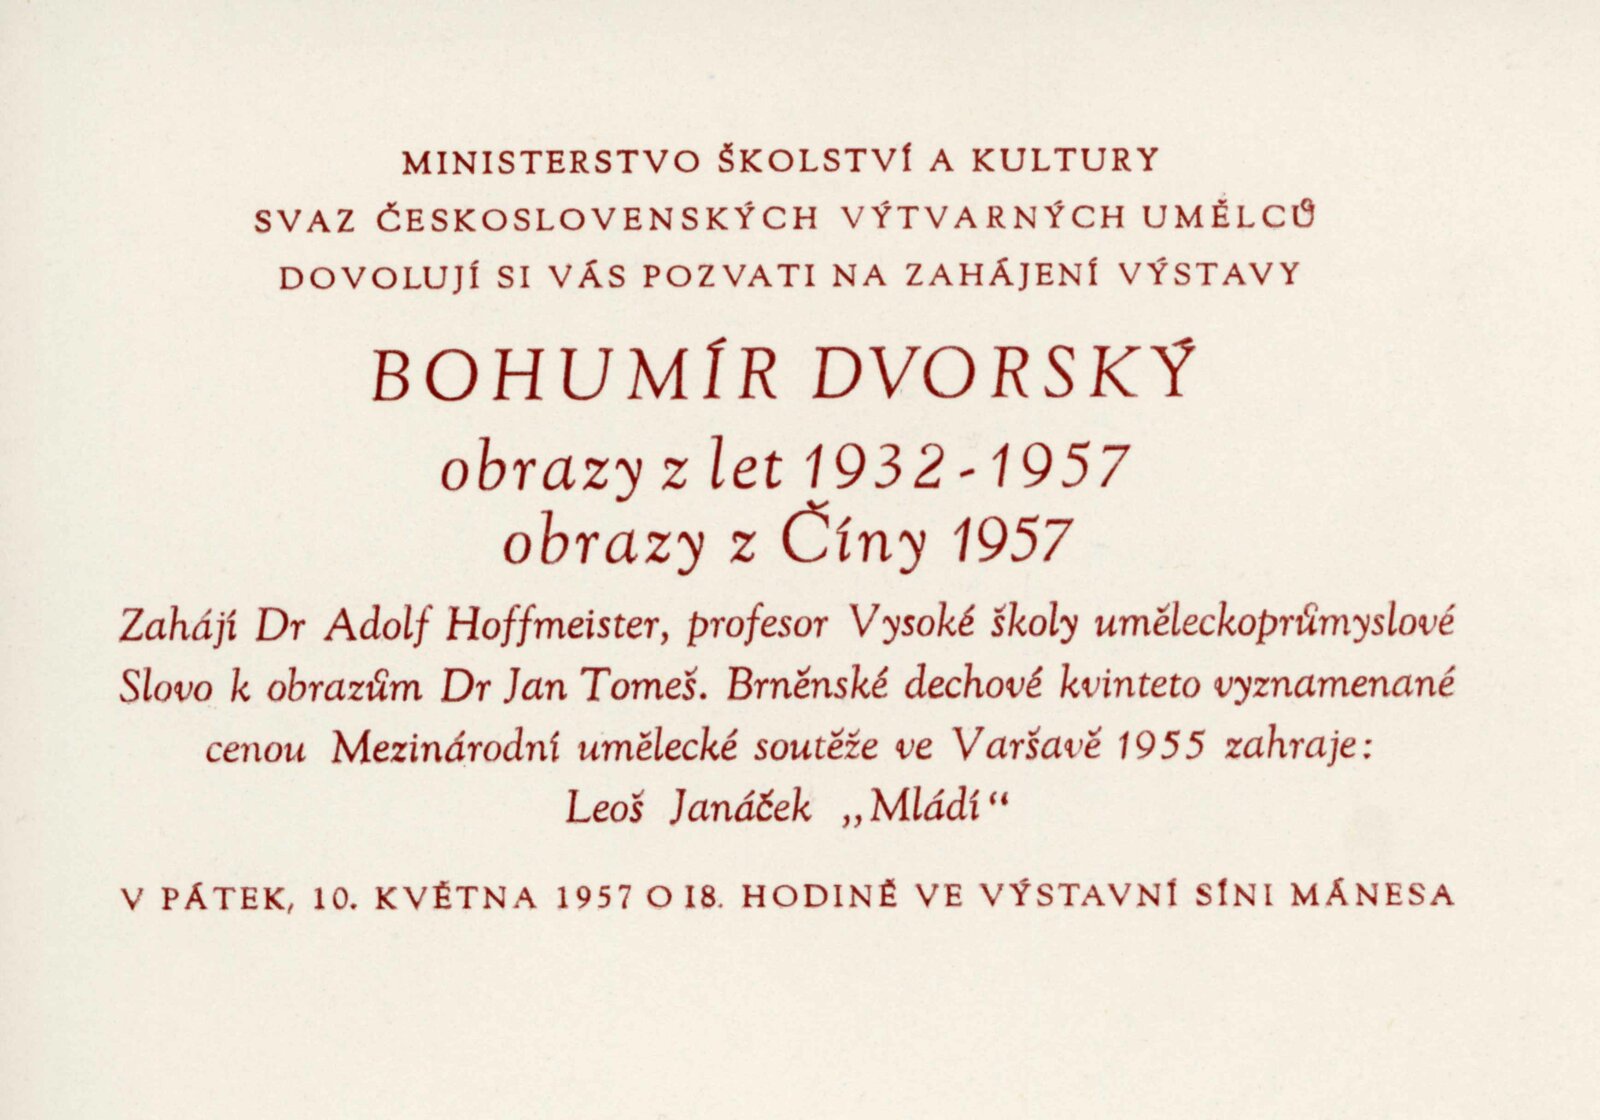 MINISTERSTVO ŠKOLSTVÍ A KULTURY
SVAZ ČESKOSLOVENSKÝCH VÝTVARNÝCH UMĚLCŮ
DOVOLUJÍ SI VÁS POZVATI NA ZAHÁJENÍ VÝSTAVY
BOHUMÍR DVORSKÝ
obrazy z let 1932-1957
obrazy z Číny 1957
Zahájí Dr Adolf Hoffmeister, profesor Vysoké školy uměleckoprůmyslové
Slovo k obrazům Dr Jan Tomeš. Brněnské dechové kvinteto vyznamenané
cenou Mezinárodní umělecké soutěže ve Varšavě 1955 zahraje:
Leoš Janáček „Mládí“
V PÁTEK, 10. KVĚTNA 1957 O 18. HODINĚ VE VÝSTAVNÍ SÍNI MÁNESA